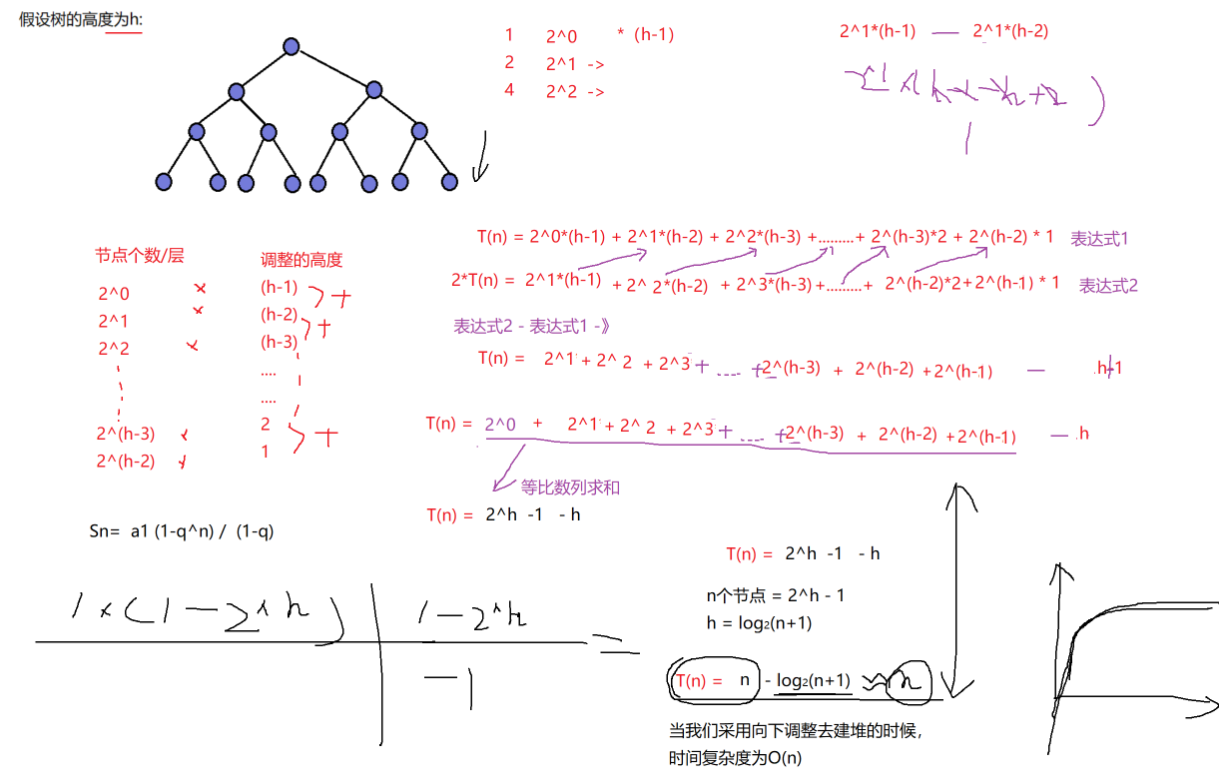 假设树的高度为h:
1 2^0 * (h-1)
2 2^1 ->
4 2^2 ->
2^1*(h-1) — 2^1*(h-2)
节点个数/层 调整的高度
2^0 × (h-1)
2^1 × (h-2)
2^2 × (h-3)
....
....
2^(h-3) × 2
2^(h-2) × 1
+
+
+
T(n) = 2^0*(h-1) + 2^1*(h-2) + 2^2*(h-3) +.........+ 2^(h-3)*2 + 2^(h-2) * 1 表达式1
2*T(n) = 2^1*(h-1) + 2^ 2*(h-2) + 2^3*(h-3) +.........+ 2^(h-2)*2+2^(h-1) * 1 表达式2
表达式2 - 表达式1 -》
T(n) = 2^1 + 2^ 2 + 2^3 + .... + 2^(h-3) + 2^(h-2) +2^(h-1) — h+1
T(n) = 2^0 + 2^1 + 2^ 2 + 2^3 + .... + 2^(h-3) + 2^(h-2) +2^(h-1) — h
等比数列求和
T(n) = 2^h -1 - h
Sn= a1 (1-q^n) / (1-q)
1 × (1 - 2^h) 1 - 2^h =
-1
T(n) = 2^h -1 - h
n个节点 = 2^h - 1
h = log₂(n+1)
T(n) = n - log₂(n+1) ≈ n
当我们采用向下调整去建堆的时候，
时间复杂度为O(n)